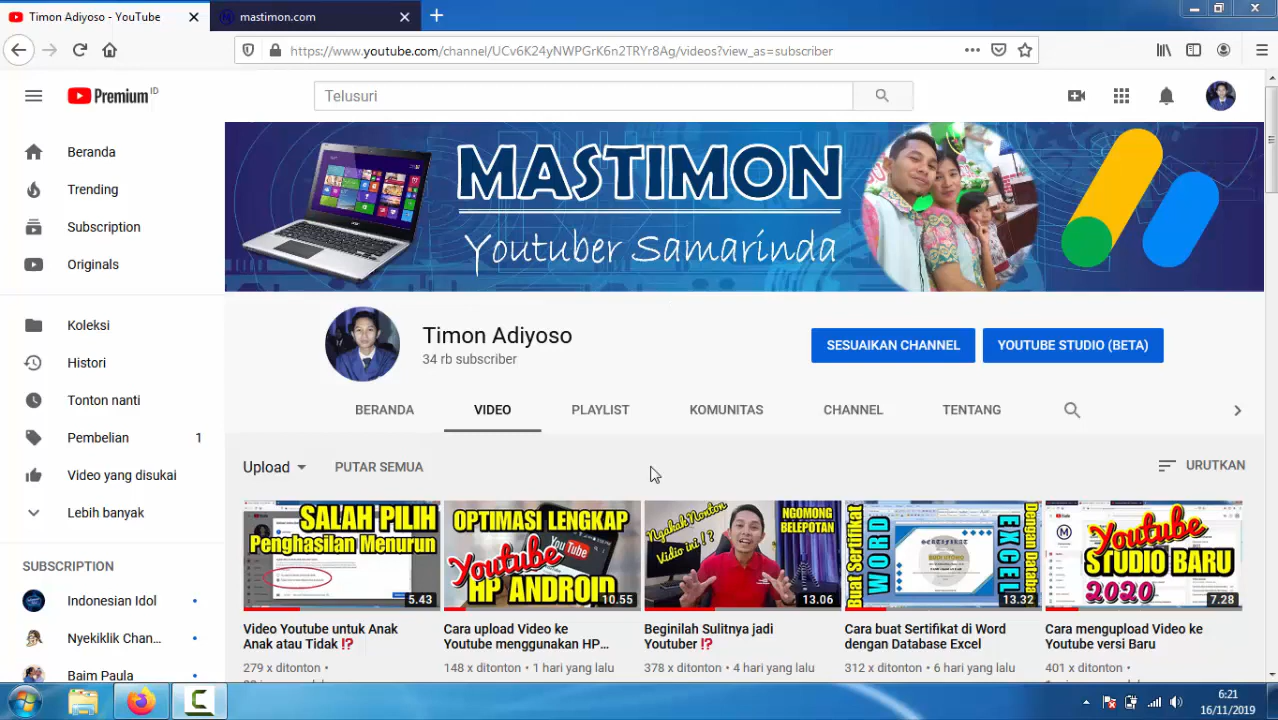 Timon Adiyoso - YouTube
mastimon.com
https://www.youtube.com/channel/UCv6K24yNWPGrK6n2TRYr8Ag/videos?view_as=subscriber
Premium ID
Telusuri
Beranda
Trending
Subscription
Originals
Koleksi
Histori
Tonton nanti
Pembelian 1
Video yang disukai
Lebih banyak
SUBSCRIPTION
Indonesian Idol
Nyekiklik Chan...
Baim Paula
MASTIMON
Youtuber Samarinda
Timon Adiyoso
34 rb subscriber
SESUAIKAN CHANNEL
YOUTUBE STUDIO (BETA)
BERANDA VIDEO PLAYLIST KOMUNITAS CHANNEL TENTANG
Upload PUTAR SEMUA URUTKAN
SALAH PILIH
Penghasilan Menurun
5.43
Video Youtube untuk Anak
Anak atau Tidak ⁉
279 x ditonton •
OPTIMASI LENGKAP
Youtube
YouTube
HP ANDROID
10.55
Cara upload Video ke
Youtube menggunakan HP...
148 x ditonton • 1 hari yang lalu
Ngakak Nonton
Vidio ini ! ?
NGOMONG
BELEPOTAN
13.06
Beginilah Sulitnya jadi
Youtuber ⁉
378 x ditonton • 4 hari yang lalu
Buat Sertifikat di
WORD
SERTIFIKAT
EXCEL
Dengan Database
13.32
Cara buat Sertifikat di Word
dengan Database Excel
312 x ditonton • 6 hari yang lalu
Youtube
STUDIO BARU
2020
7.28
Cara mengupload Video ke
Youtube versi Baru
401 x ditonton •
6:21
16/11/2019